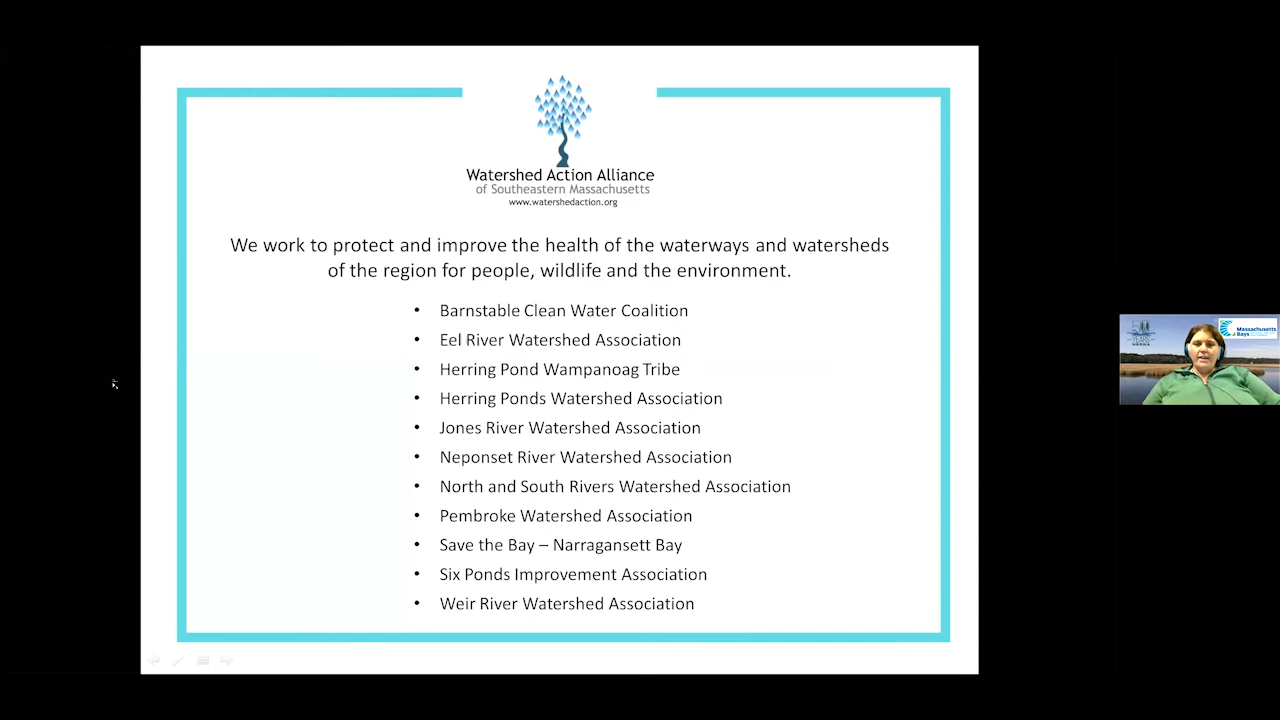 Watershed Action Alliance
of Southeastern Massachusetts
www.watershedaction.org
We work to protect and improve the health of the waterways and watersheds
of the region for people, wildlife and the environment.
• Barnstable Clean Water Coalition
• Eel River Watershed Association
• Herring Pond Wampanoag Tribe
• Herring Ponds Watershed Association
• Jones River Watershed Association
• Neponset River Watershed Association
• North and South Rivers Watershed Association
• Pembroke Watershed Association
• Save the Bay – Narragansett Bay
• Six Ponds Improvement Association
• Weir River Watershed Association
YEARS
NSRWA
Massachusetts
Bays